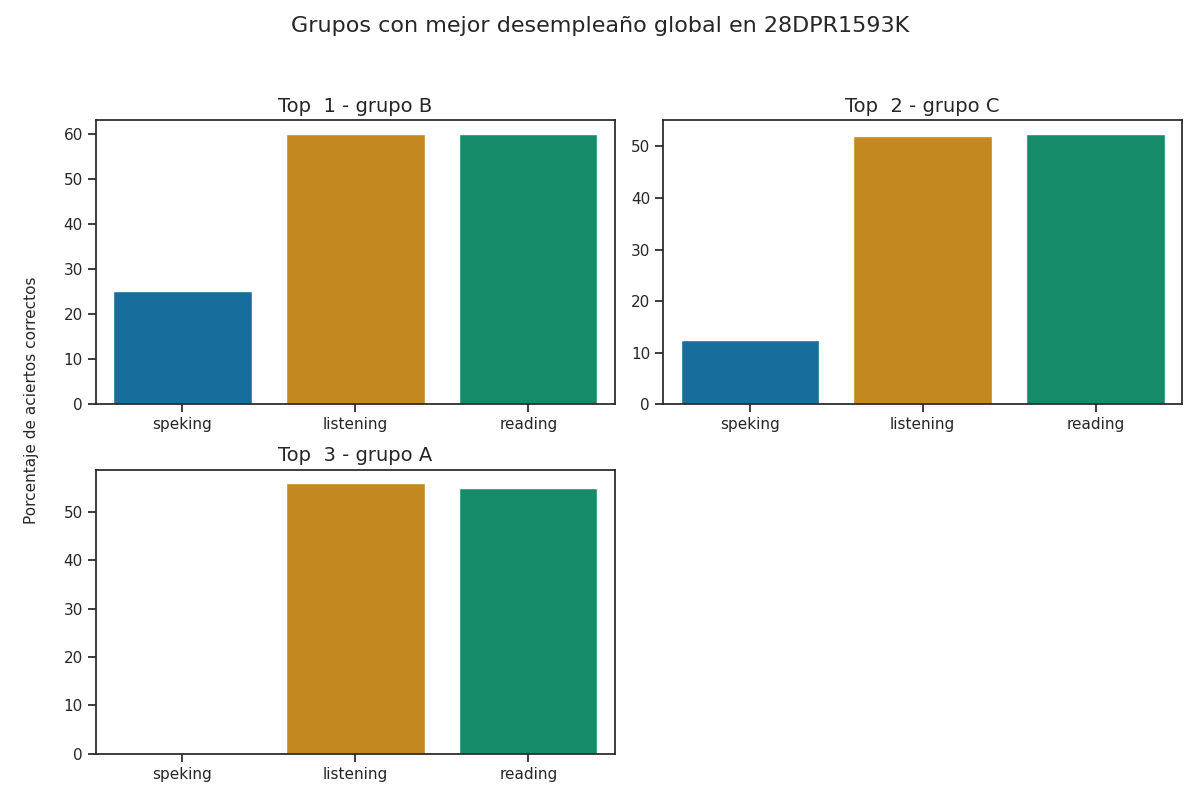 Grupos con mejor desempleaño global en 28DPR1593K
Porcentaje de aciertos correctos
Top  1 - grupo B
60
50
40
30
20
10
0
speking listening reading
Top  2 - grupo C
50
40
30
20
10
0
speking listening reading
Top  3 - grupo A
50
40
30
20
10
0
speking listening reading